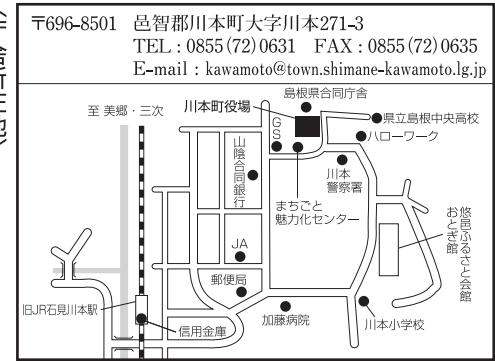 〒696-8501 邑智郡川本町大字川本271-3
TEL：0855(72)0631 FAX：0855(72)0635
E-mail：kawamoto@town.shimane-kawamoto.lg.jp
島根県合同庁舎
至 美郷・三次
川本町役場
GS
県立島根中央高校
ハローワーク
山陰合同銀行
川本
警察署
まちごと
魅力化センター
悠邑ふるさと会館
おとぎ館
JA
郵便局
旧JR石見川本駅
信用金庫
加藤病院
川本小学校